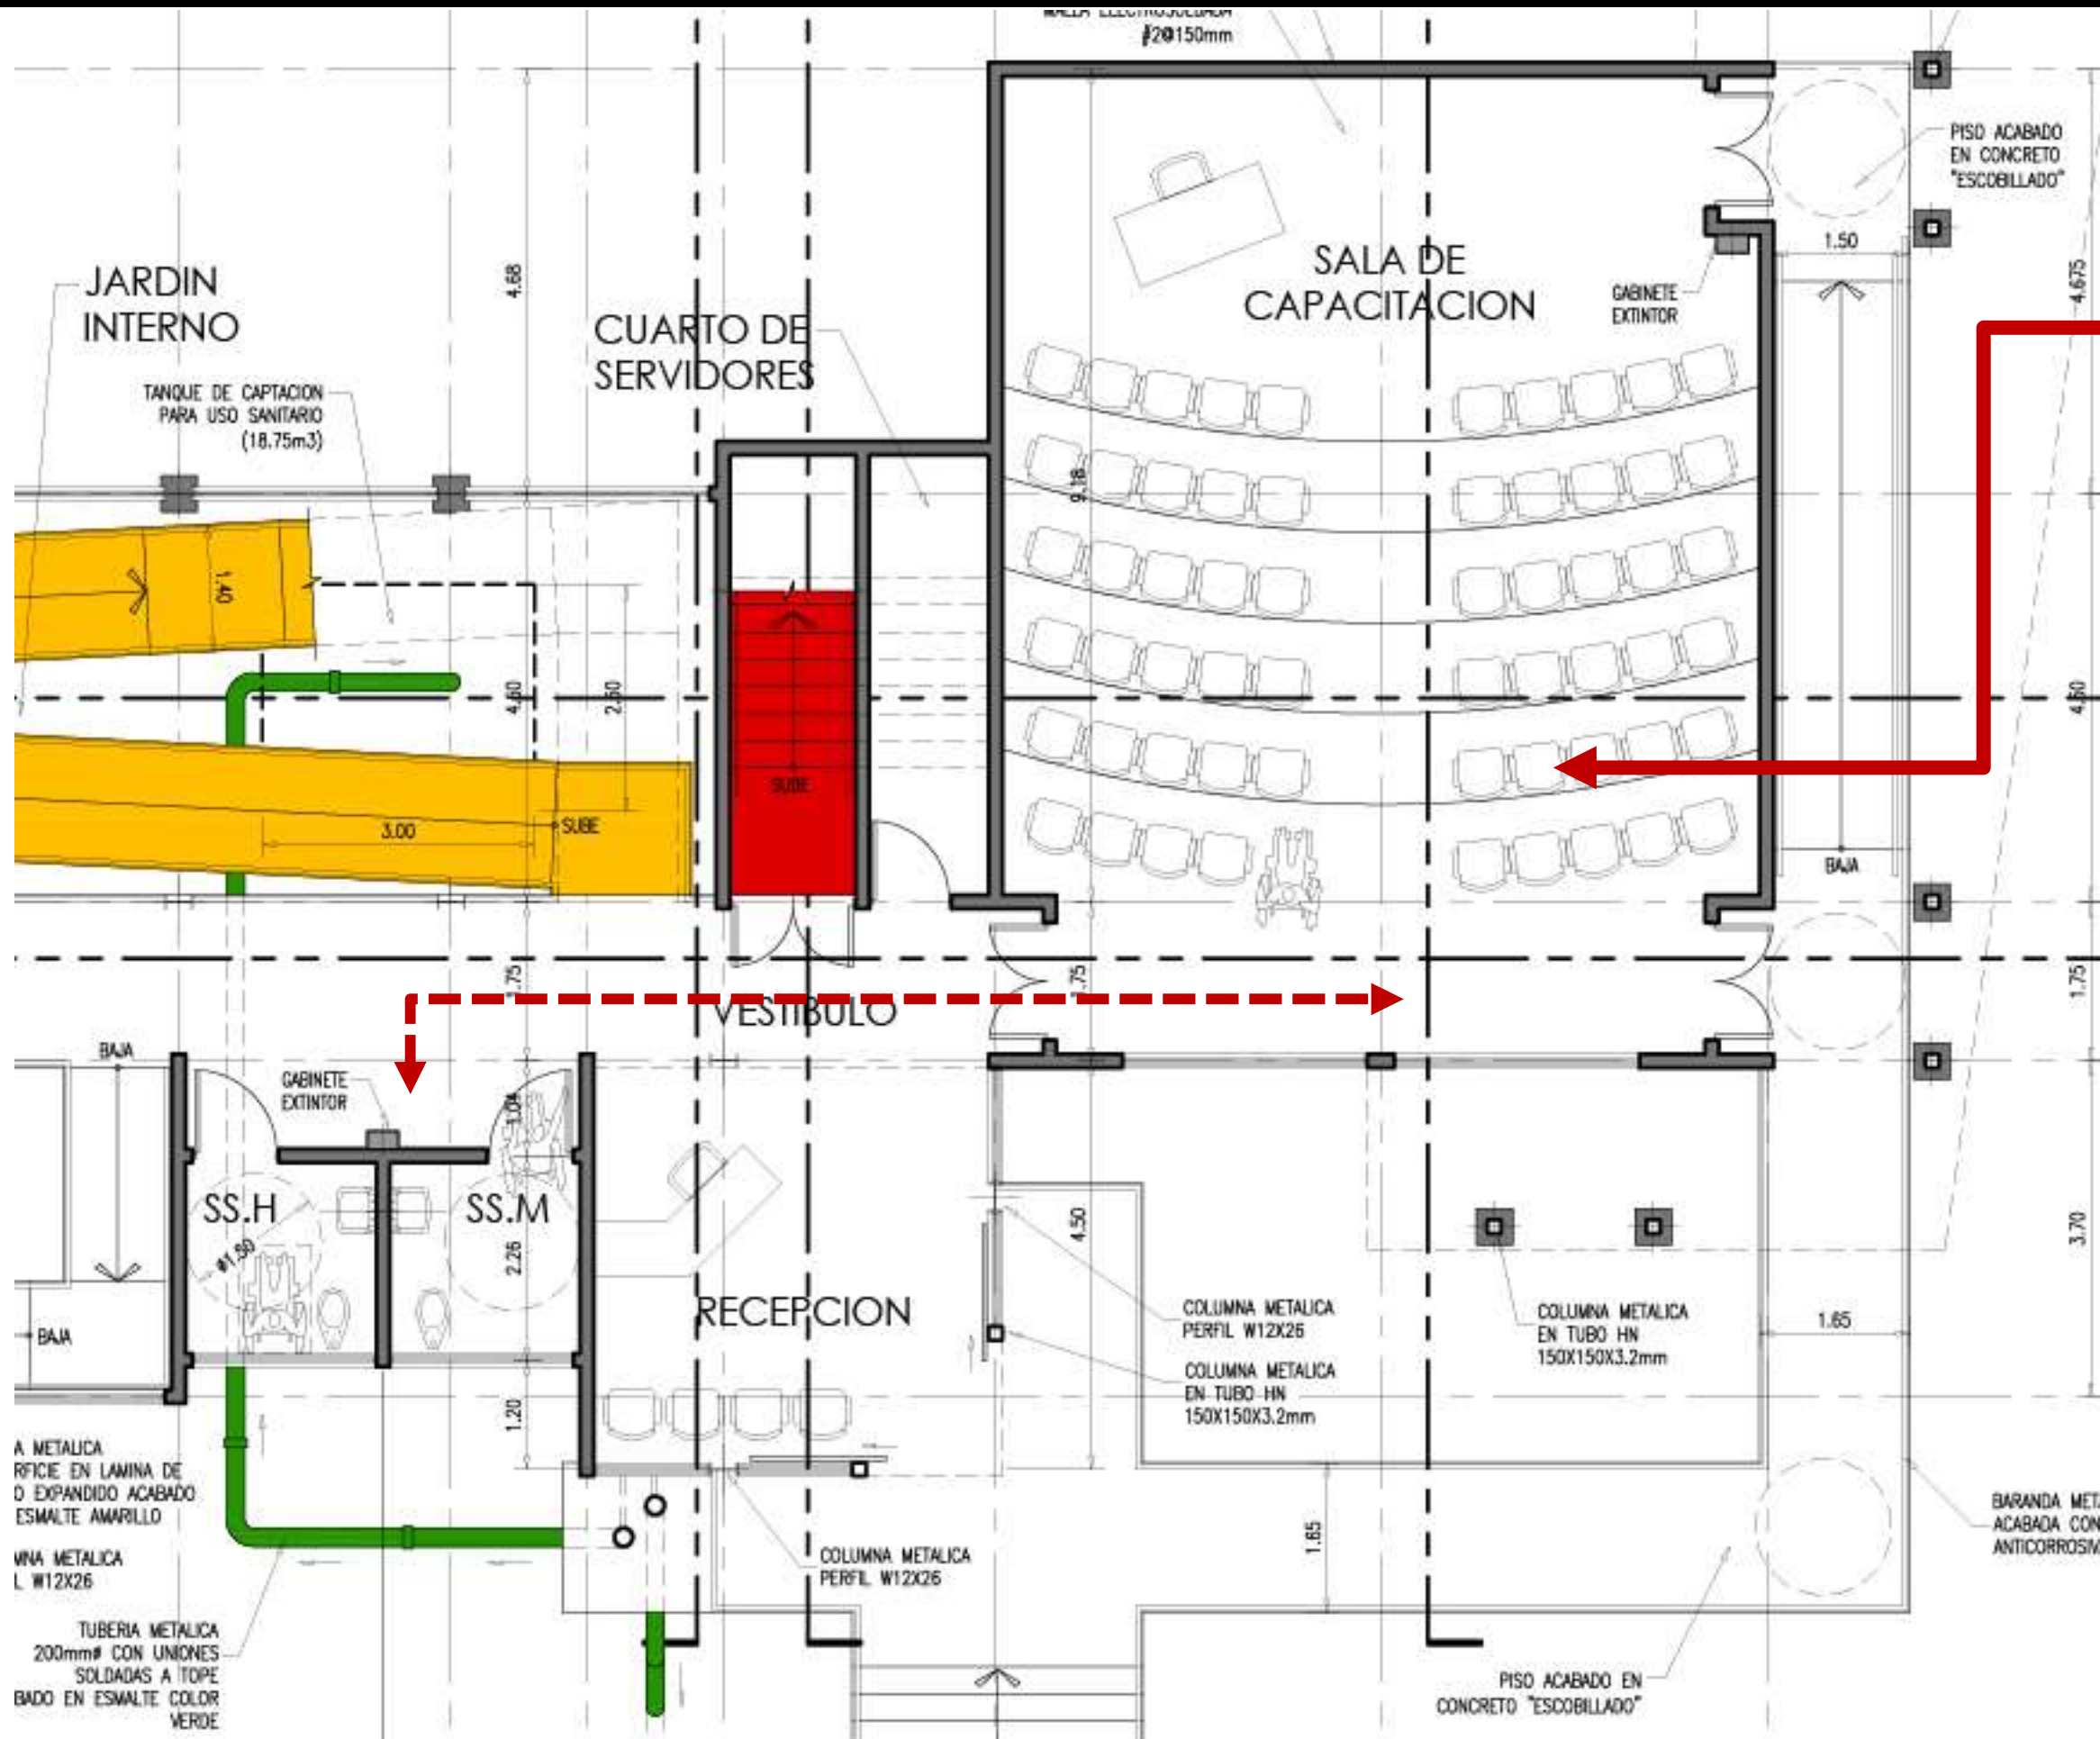 #2@150mm
PISO ACABADO
EN CONCRETO
"ESCOBILLADO"
1.50
SALA DE
CAPACITACION
GABINETE
EXTINTOR
4.675
4.68
JARDIN
INTERNO
CUARTO DE
SERVIDORES
TANQUE DE CAPTACION
PARA USO SANITARIO
(18.75m3)
9.18
1.40
4.50
2.50
4.50
SUBE
3.00
SUBE
BAJA
1.75
1.75
1.75
VESTIBULO
BAJA
GABINETE
EXTINTOR
1.04
SS.H
SS.M
ø1.50
2.26
4.50
3.70
RECEPCION
COLUMNA METALICA
PERFIL W12X26
COLUMNA METALICA
EN TUBO HN
150X150X3.2mm
COLUMNA METALICA
EN TUBO HN
150X150X3.2mm
1.65
BAJA
1.20
A METALICA
RFICIE EN LAMINA DE
O EXPANDIDO ACABADO
ESMALTE AMARILLO
MNA METALICA
L W12X26
COLUMNA METALICA
PERFIL W12X26
1.65
BARANDA META
ACABADA CON
ANTICORROSIV
TUBERIA METALICA
200mmø CON UNIONES
SOLDADAS A TOPE
BADO EN ESMALTE COLOR
VERDE
PISO ACABADO EN
CONCRETO "ESCOBILLADO"